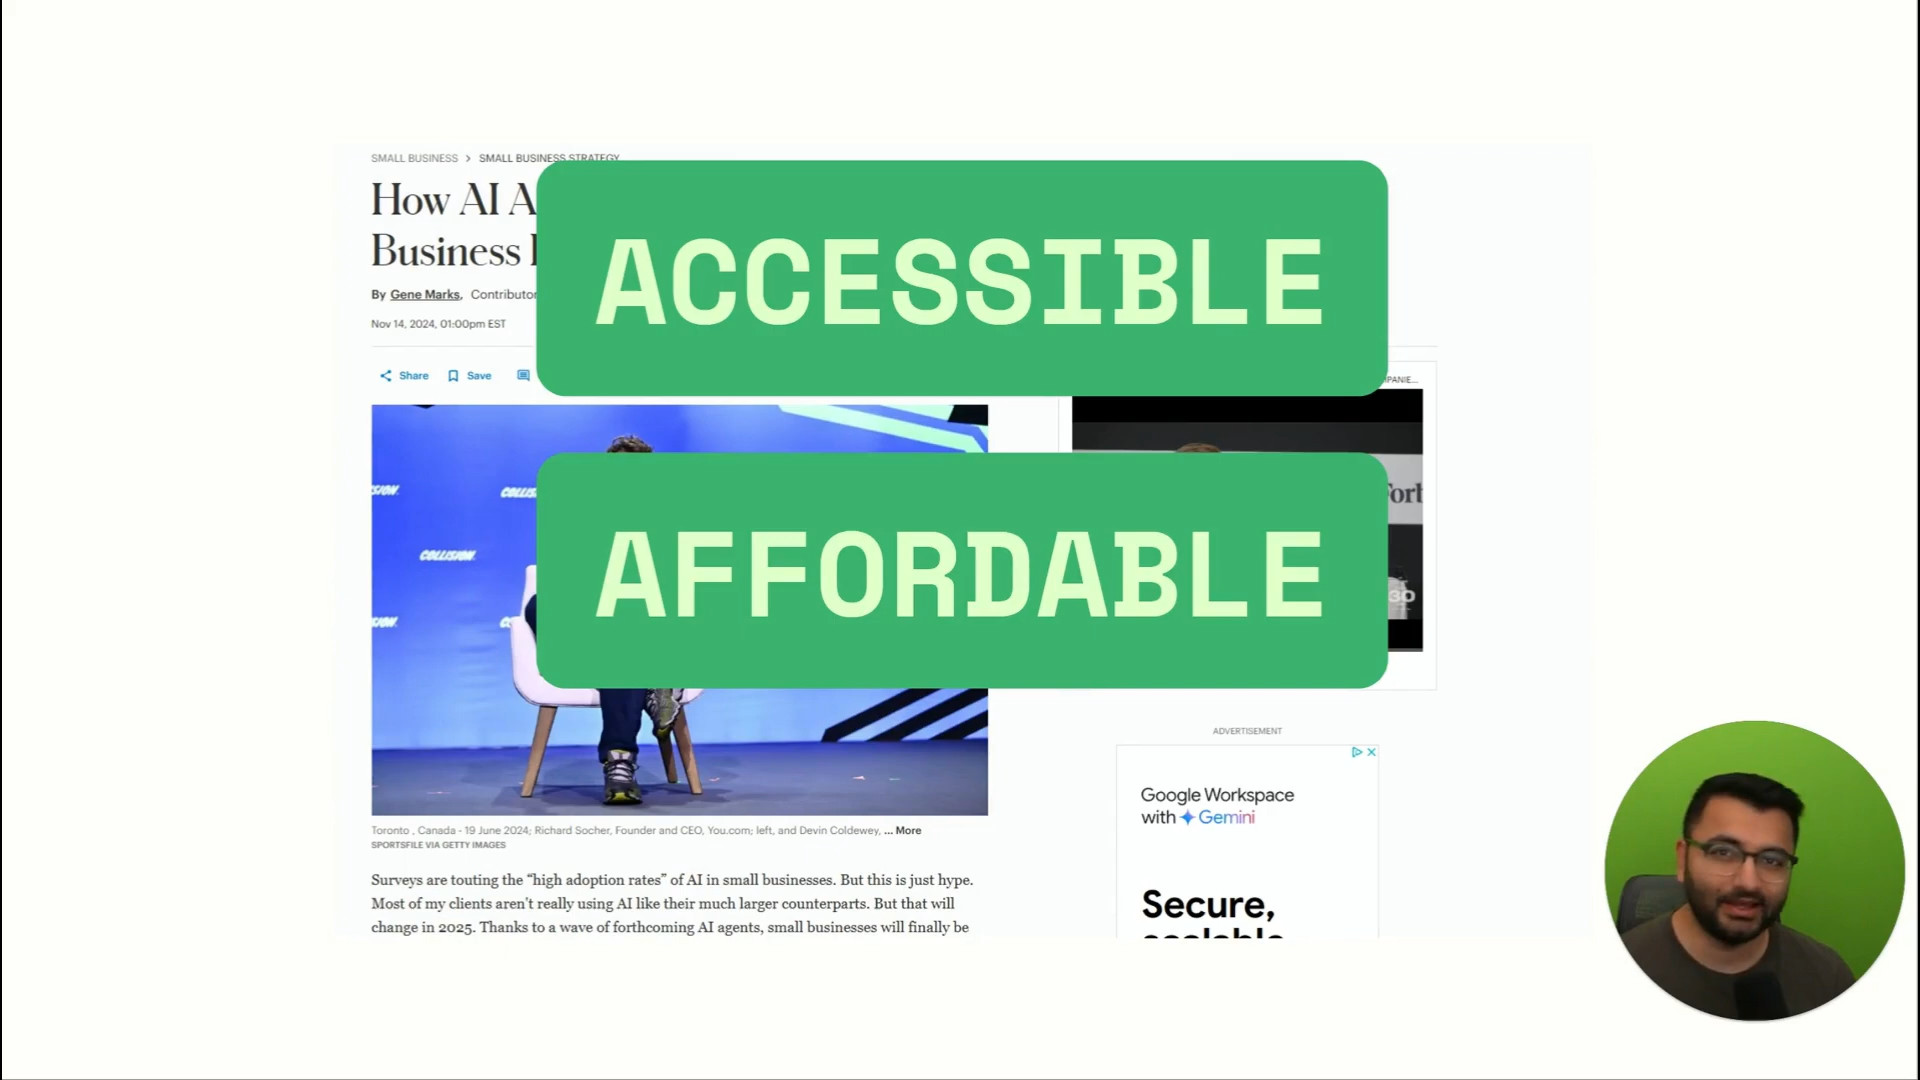 SMALL BUSINESS > SMALL BUSINESS STRATEGY
How AI A
Business
By Gene Marks, Contributor
Nov 14, 2024, 01:00pm EST
Share Save
ACCESSIBLE
AFFORDABLE
COLLISION
Toronto , Canada - 19 June 2024; Richard Socher, Founder and CEO, You.com; left, and Devin Coldewey, ... More
SPORTSFILE VIA GETTY IMAGES
Surveys are touting the “high adoption rates” of AI in small businesses. But this is just hype.
Most of my clients aren't really using AI like their much larger counterparts. But that will
change in 2025. Thanks to a wave of forthcoming AI agents, small businesses will finally be
ADVERTISEMENT
Google Workspace
with Gemini
Secure,
scalable